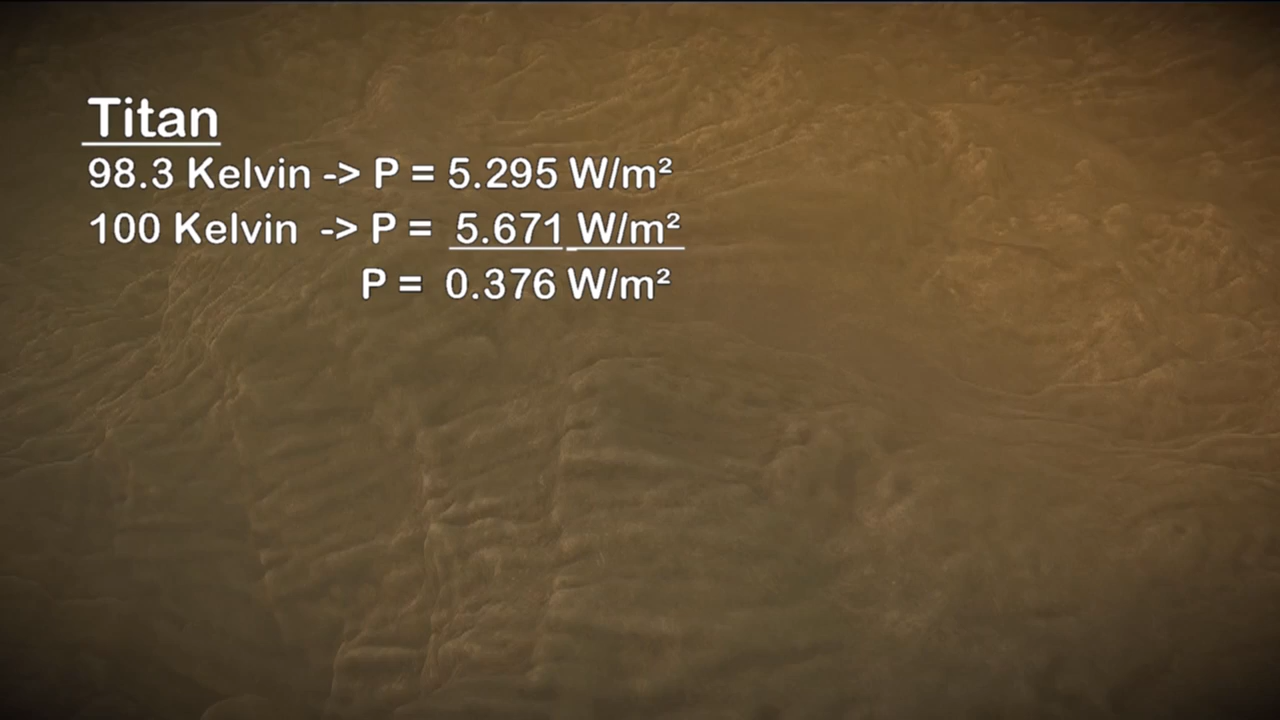 Titan
98.3 Kelvin -> P = 5.295 W/m²
100 Kelvin -> P = 5.671 W/m²
P = 0.376 W/m²